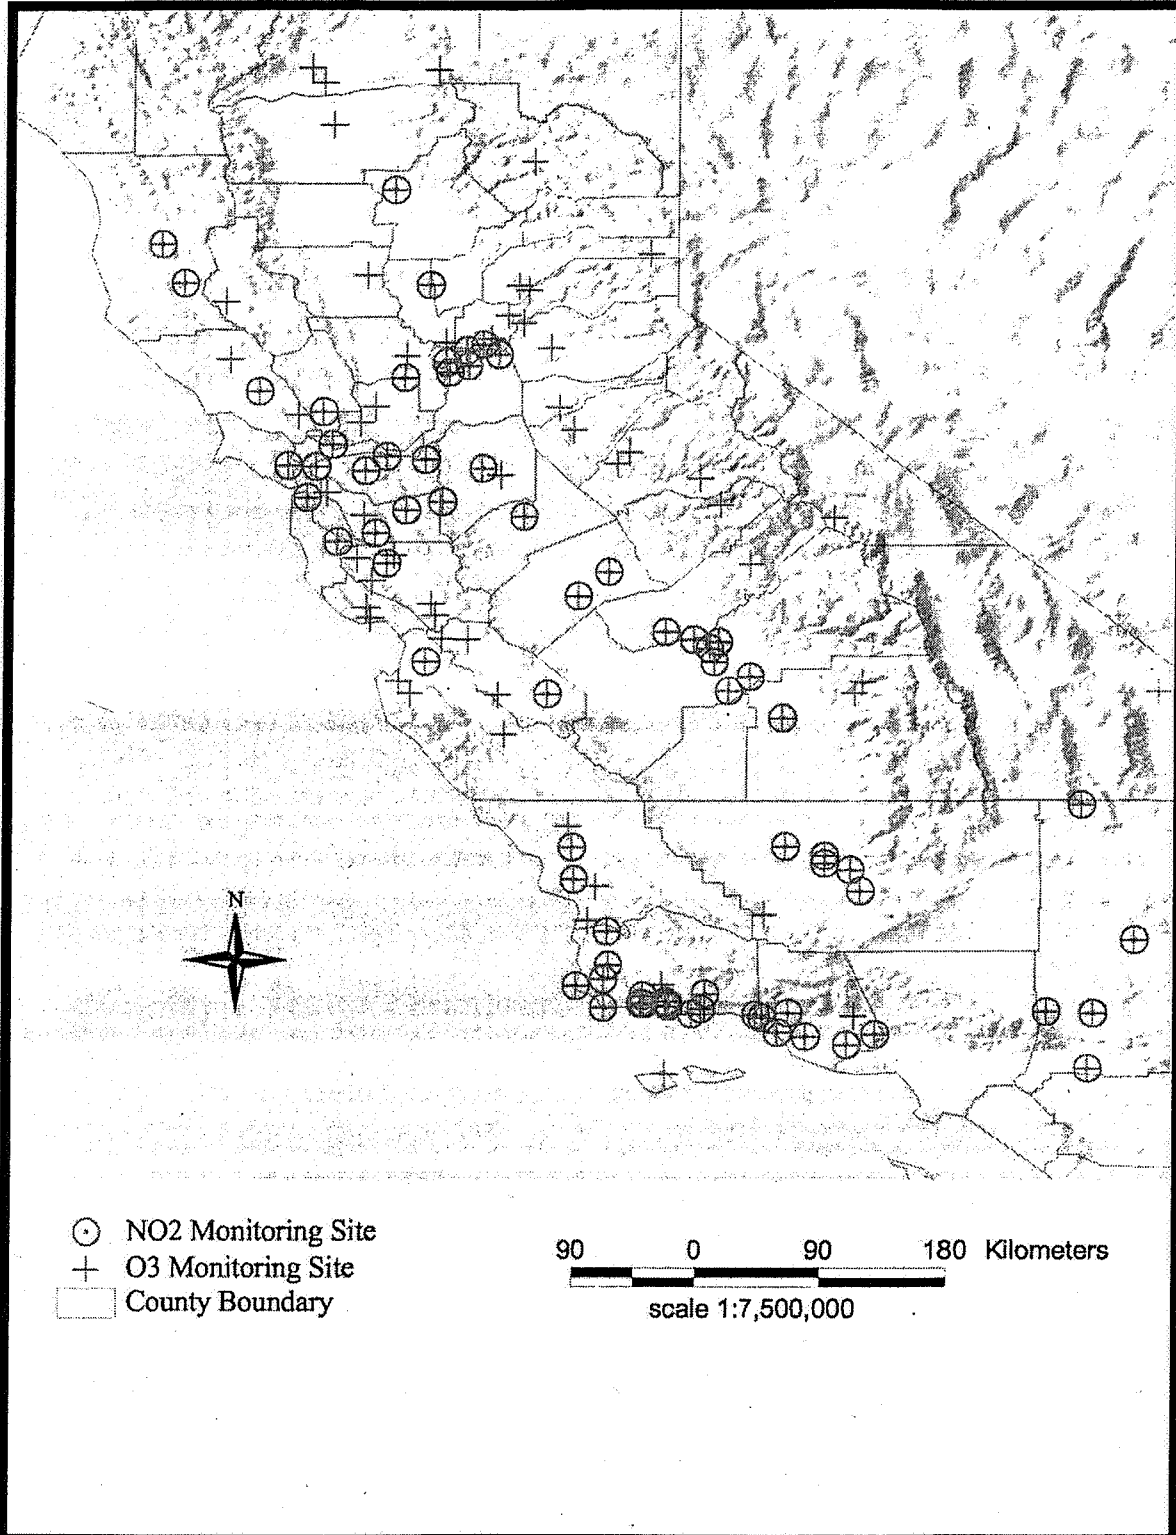 N
NO2 Monitoring Site
O3 Monitoring Site
County Boundary
90 0 90 180 Kilometers
scale 1:7,500,000